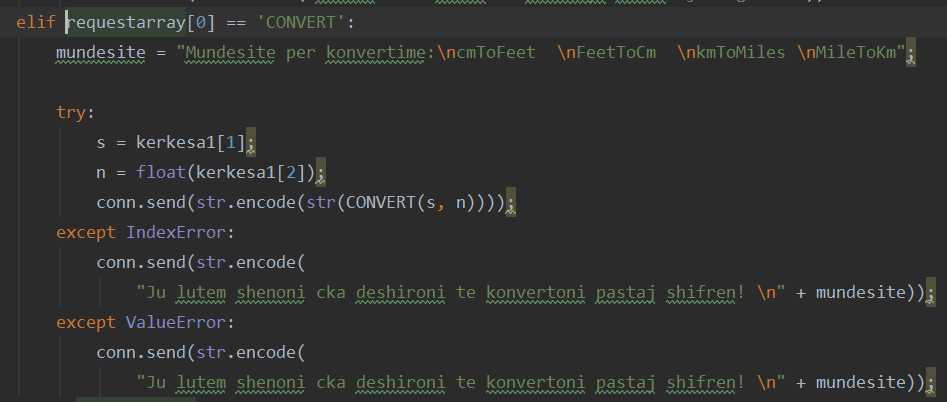 elif requestarray[0] == 'CONVERT':
mundesite = "Mundesite per konvertime:\ncmToFeet  \nFeetToCm  \nkmToMiles \nMileToKm";
try:
s = kerkesa1[1];
n = float(kerkesa1[2]);
conn.send(str.encode(str(CONVERT(s, n))));
except IndexError:
conn.send(str.encode(
"Ju lutem shenoni cka deshironi te konvertoni pastaj shifren! \n" + mundesite));
except ValueError:
conn.send(str.encode(
"Ju lutem shenoni cka deshironi te konvertoni pastaj shifren! \n" + mundesite));